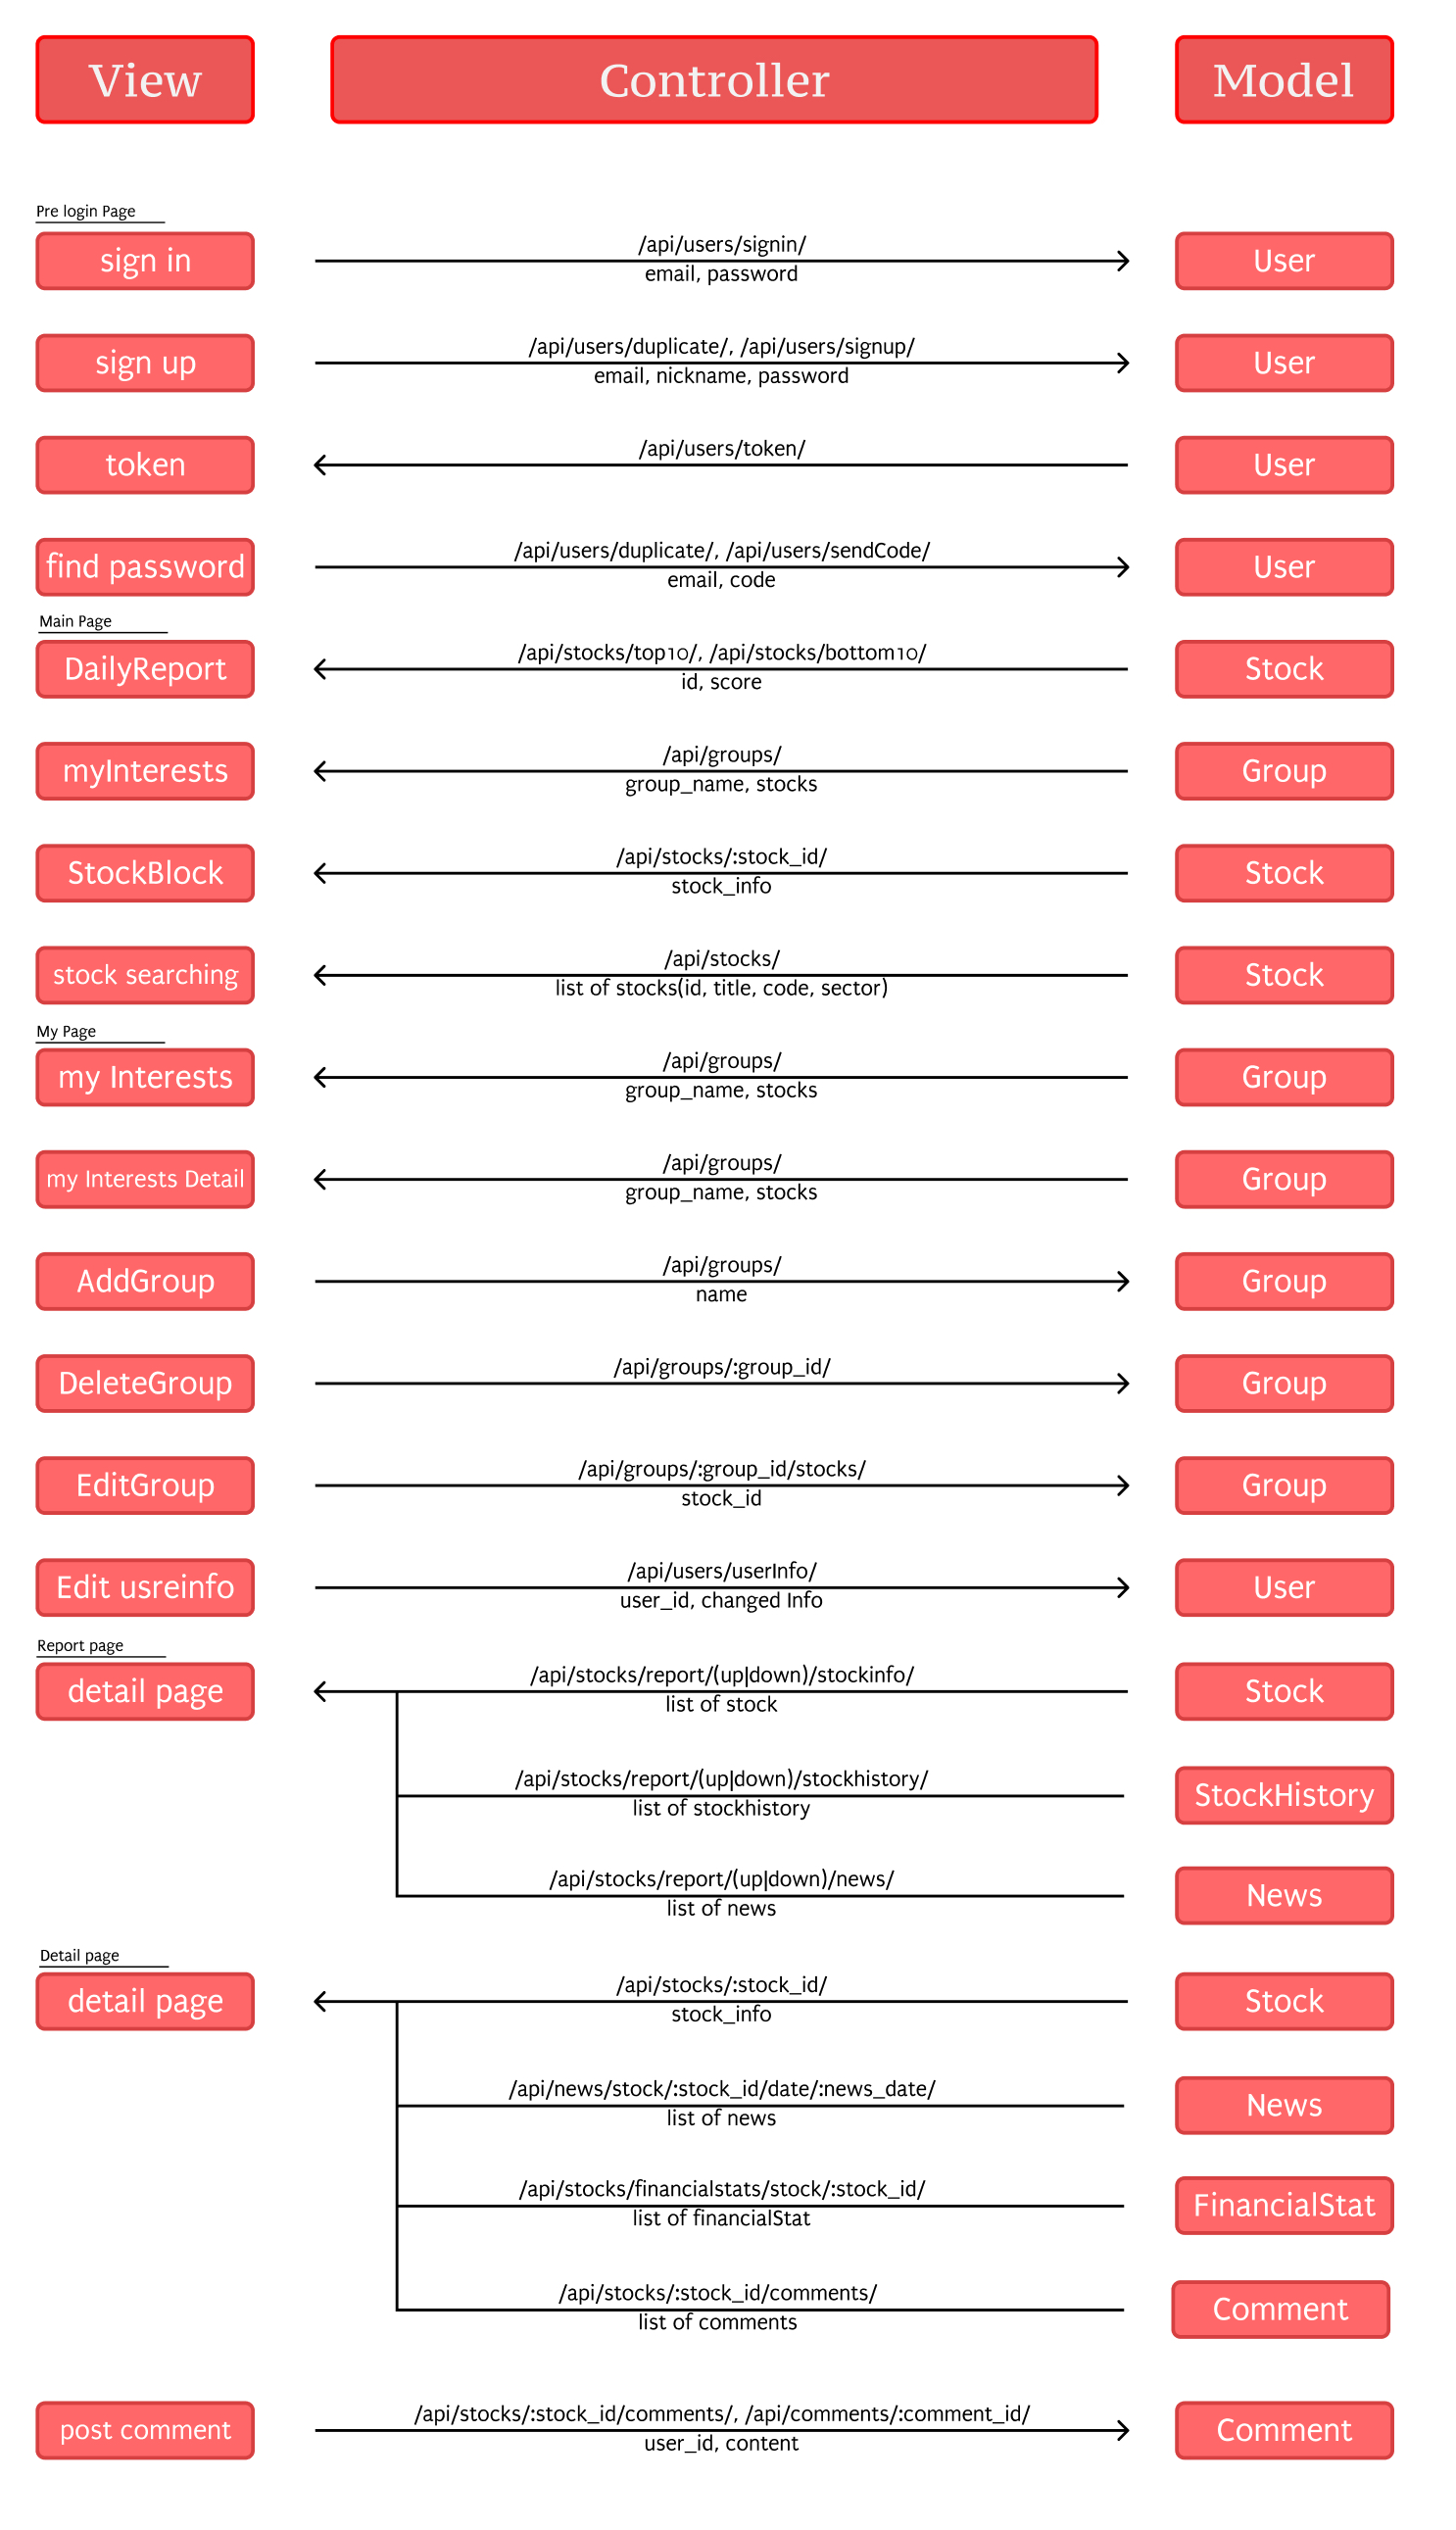 View
Controller
Model
Pre login Page
sign in
/api/users/signin/
email, password
User
sign up
/api/users/duplicate/, /api/users/signup/
email, nickname, password
User
token
/api/users/token/
User
find password
/api/users/duplicate/, /api/users/sendCode/
email, code
User
Main Page
DailyReport
/api/stocks/top10/, /api/stocks/bottom10/
id, score
Stock
myInterests
/api/groups/
group_name, stocks
Group
StockBlock
/api/stocks/:stock_id/
stock_info
Stock
stock searching
/api/stocks/
list of stocks(id, title, code, sector)
Stock
My Page
my Interests
/api/groups/
group_name, stocks
Group
my Interests Detail
/api/groups/
group_name, stocks
Group
AddGroup
/api/groups/
name
Group
DeleteGroup
/api/groups/:group_id/
Group
EditGroup
/api/groups/:group_id/stocks/
stock_id
Group
Edit usreinfo
/api/users/userInfo/
user_id, changed Info
User
Report page
detail page
/api/stocks/report/(up|down)/stockinfo/
list of stock
Stock
/api/stocks/report/(up|down)/stockhistory/
list of stockhistory
StockHistory
/api/stocks/report/(up|down)/news/
list of news
News
Detail page
detail page
/api/stocks/:stock_id/
stock_info
Stock
/api/news/stock/:stock_id/date/:news_date/
list of news
News
/api/stocks/financialstats/stock/:stock_id/
list of financialStat
FinancialStat
/api/stocks/:stock_id/comments/
list of comments
Comment
post comment
/api/stocks/:stock_id/comments/, /api/comments/:comment_id/
user_id, content
Comment